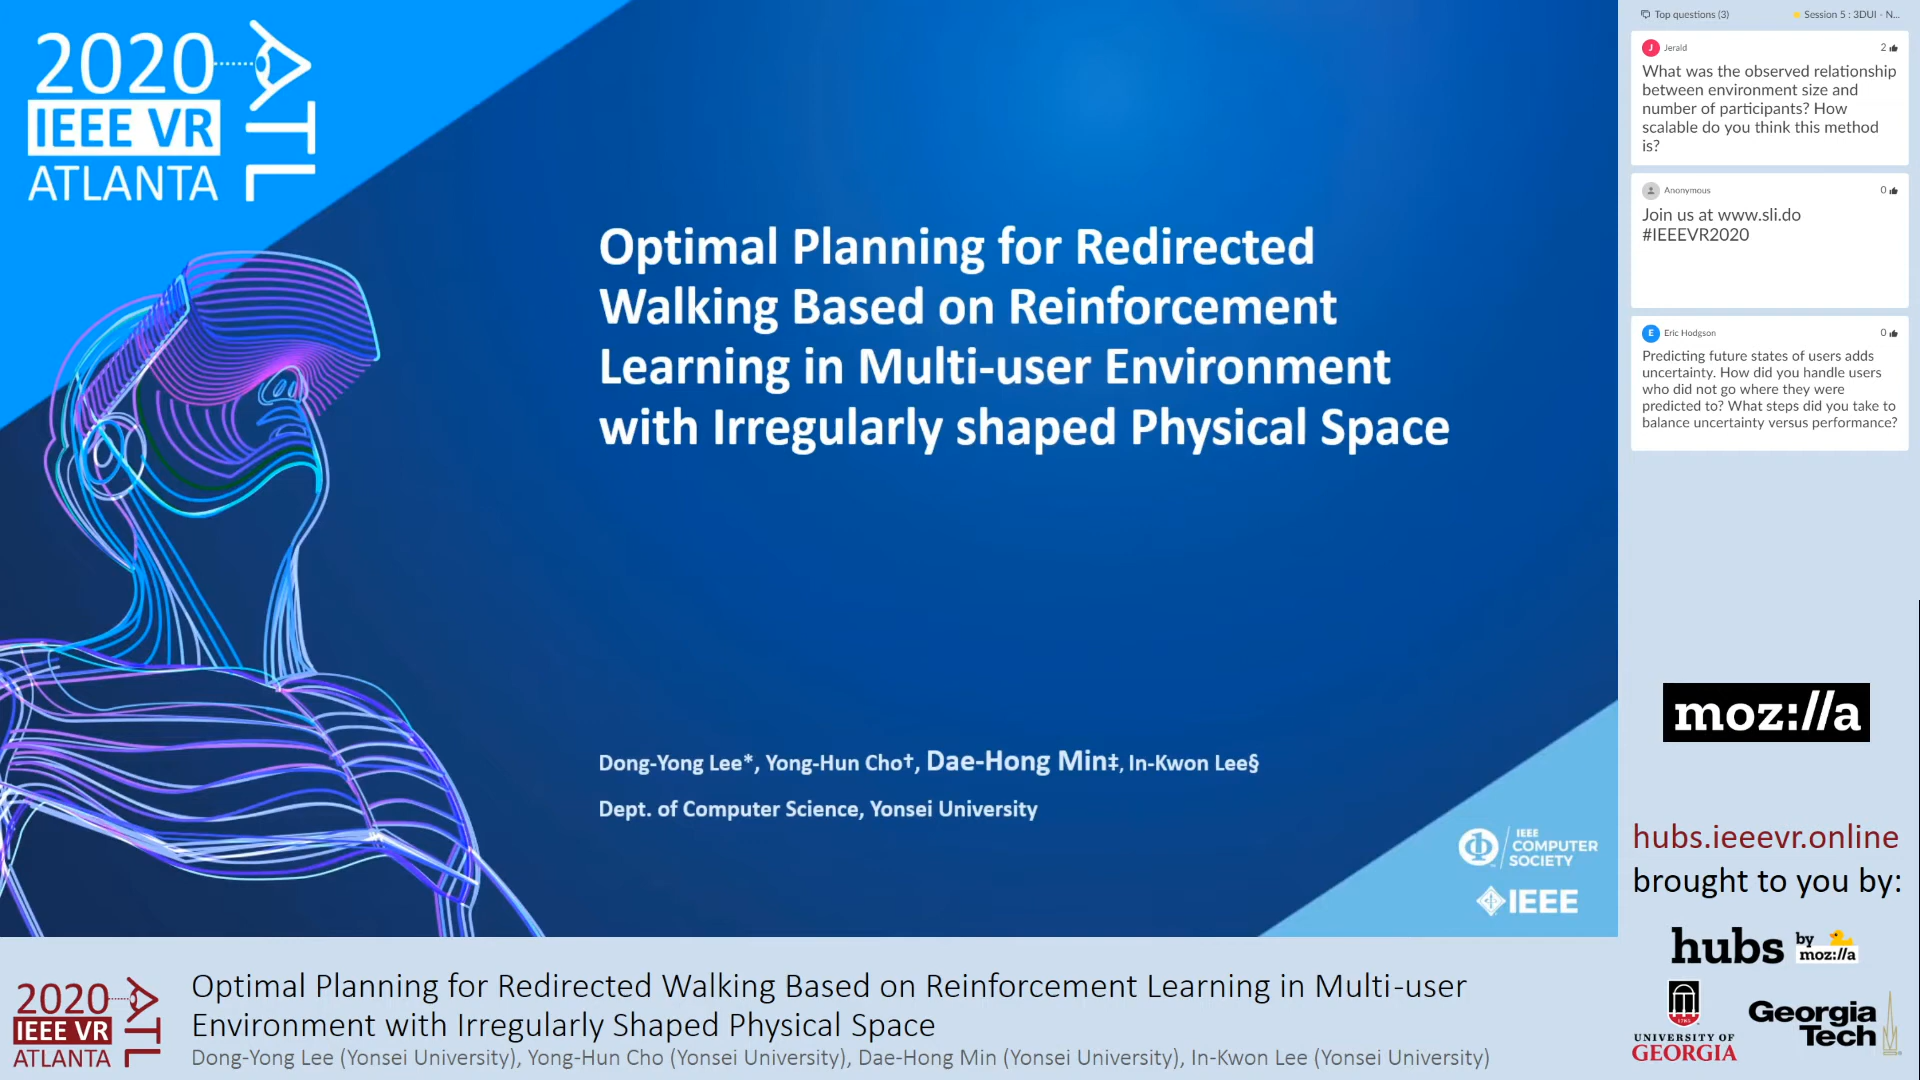 2020
IEEE VR
ATLANTA
ATL
Optimal Planning for Redirected
Walking Based on Reinforcement
Learning in Multi-user Environment
with Irregularly shaped Physical Space
Dong-Yong Lee*, Yong-Hun Cho†, Dae-Hong Min‡, In-Kwon Lee§
Dept. of Computer Science, Yonsei University
IEEE
COMPUTER
SOCIETY
IEEE
Top questions (3)
Session 5 : 3DUI - N...
J Jerald 2
What was the observed relationship
between environment size and
number of participants? How
scalable do you think this method
is?
Anonymous 0
Join us at www.sli.do
#IEEEVR2020
E Eric Hodgson 0
Predicting future states of users adds
uncertainty. How did you handle users
who did not go where they were
predicted to? What steps did you take to
balance uncertainty versus performance?
moz://a
hubs.ieeevr.online
brought to you by:
hubs by moz://a
UNIVERSITY OF
GEORGIA
Georgia
Tech
2020
IEEE VR
ATLANTA
ATL
Optimal Planning for Redirected Walking Based on Reinforcement Learning in Multi-user
Environment with Irregularly Shaped Physical Space
Dong-Yong Lee (Yonsei University), Yong-Hun Cho (Yonsei University), Dae-Hong Min (Yonsei University), In-Kwon Lee (Yonsei University)